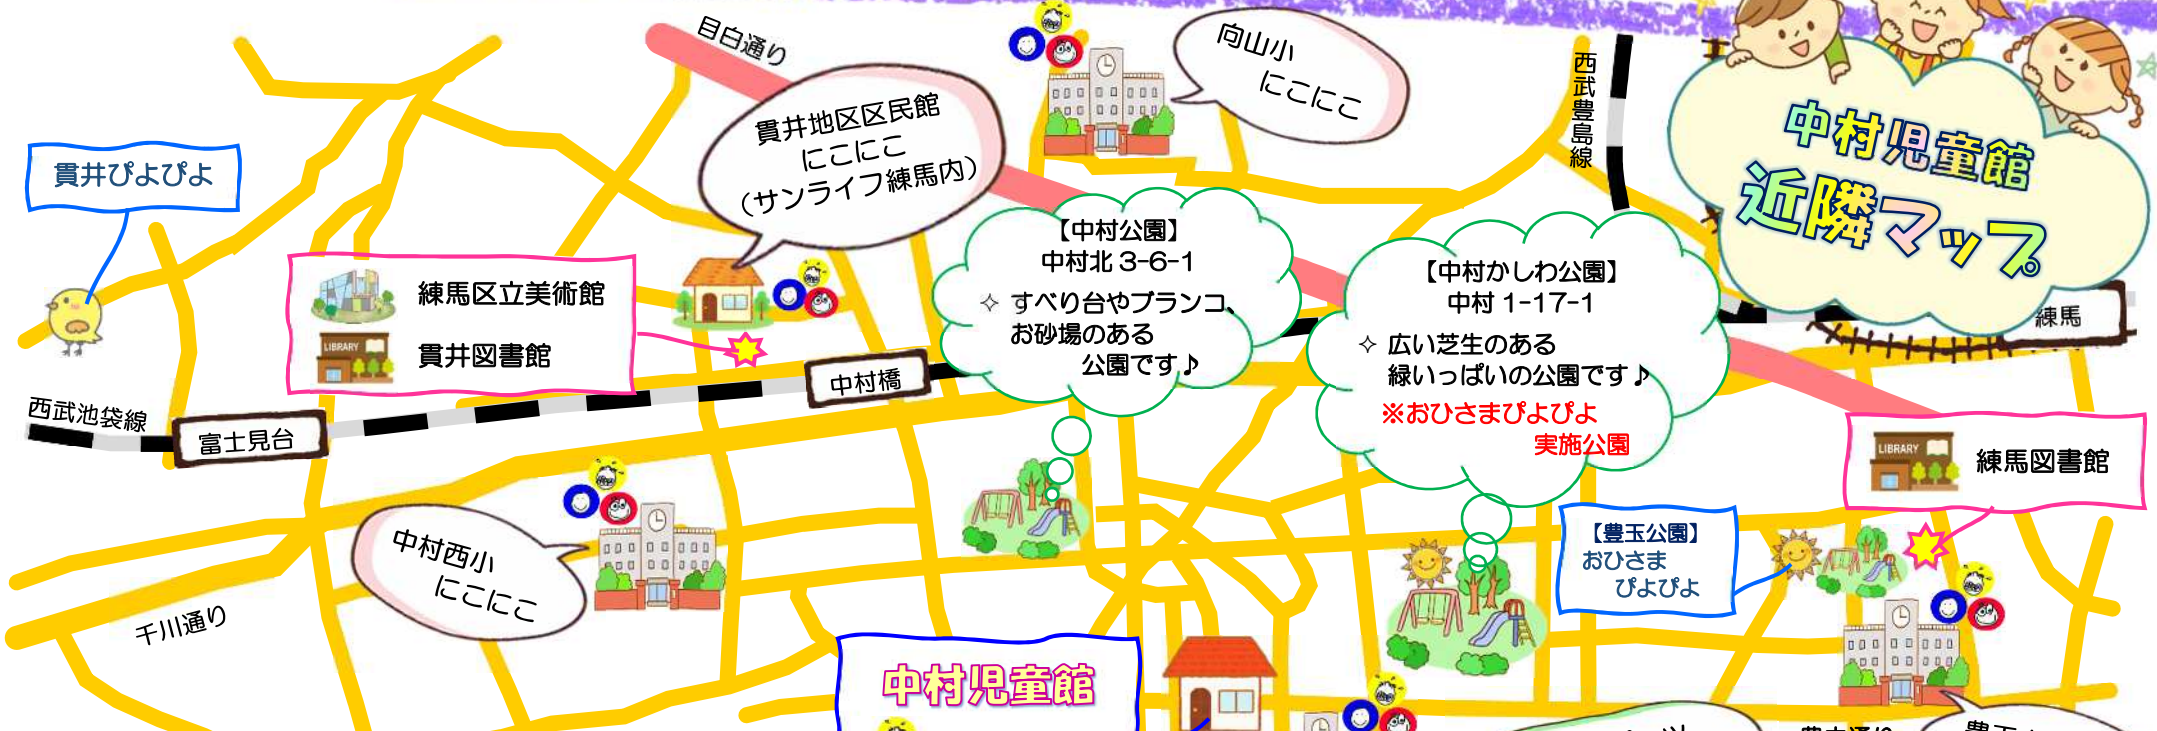 目白通り
向山小
にこにこ
西武豊島線
中村児童館
近隣マップ
貫井地区区民館
にこにこ
(サンライフ練馬内)
貫井ぴよぴよ
練馬区立美術館
LIBRARY
貫井図書館
【中村公園】
中村北 3-6-1
✧ すべり台やブランコ、
お砂場のある
公園です♪
【中村かしわ公園】
中村 1-17-1
✧ 広い芝生のある
緑いっぱいの公園です♪
※おひさまぴよぴよ
実施公園
練馬
中村橋
西武池袋線
富士見台
LIBRARY
練馬図書館
中村西小
にこにこ
【豊玉公園】
おひさま
ぴよぴよ
千川通り
中村児童館